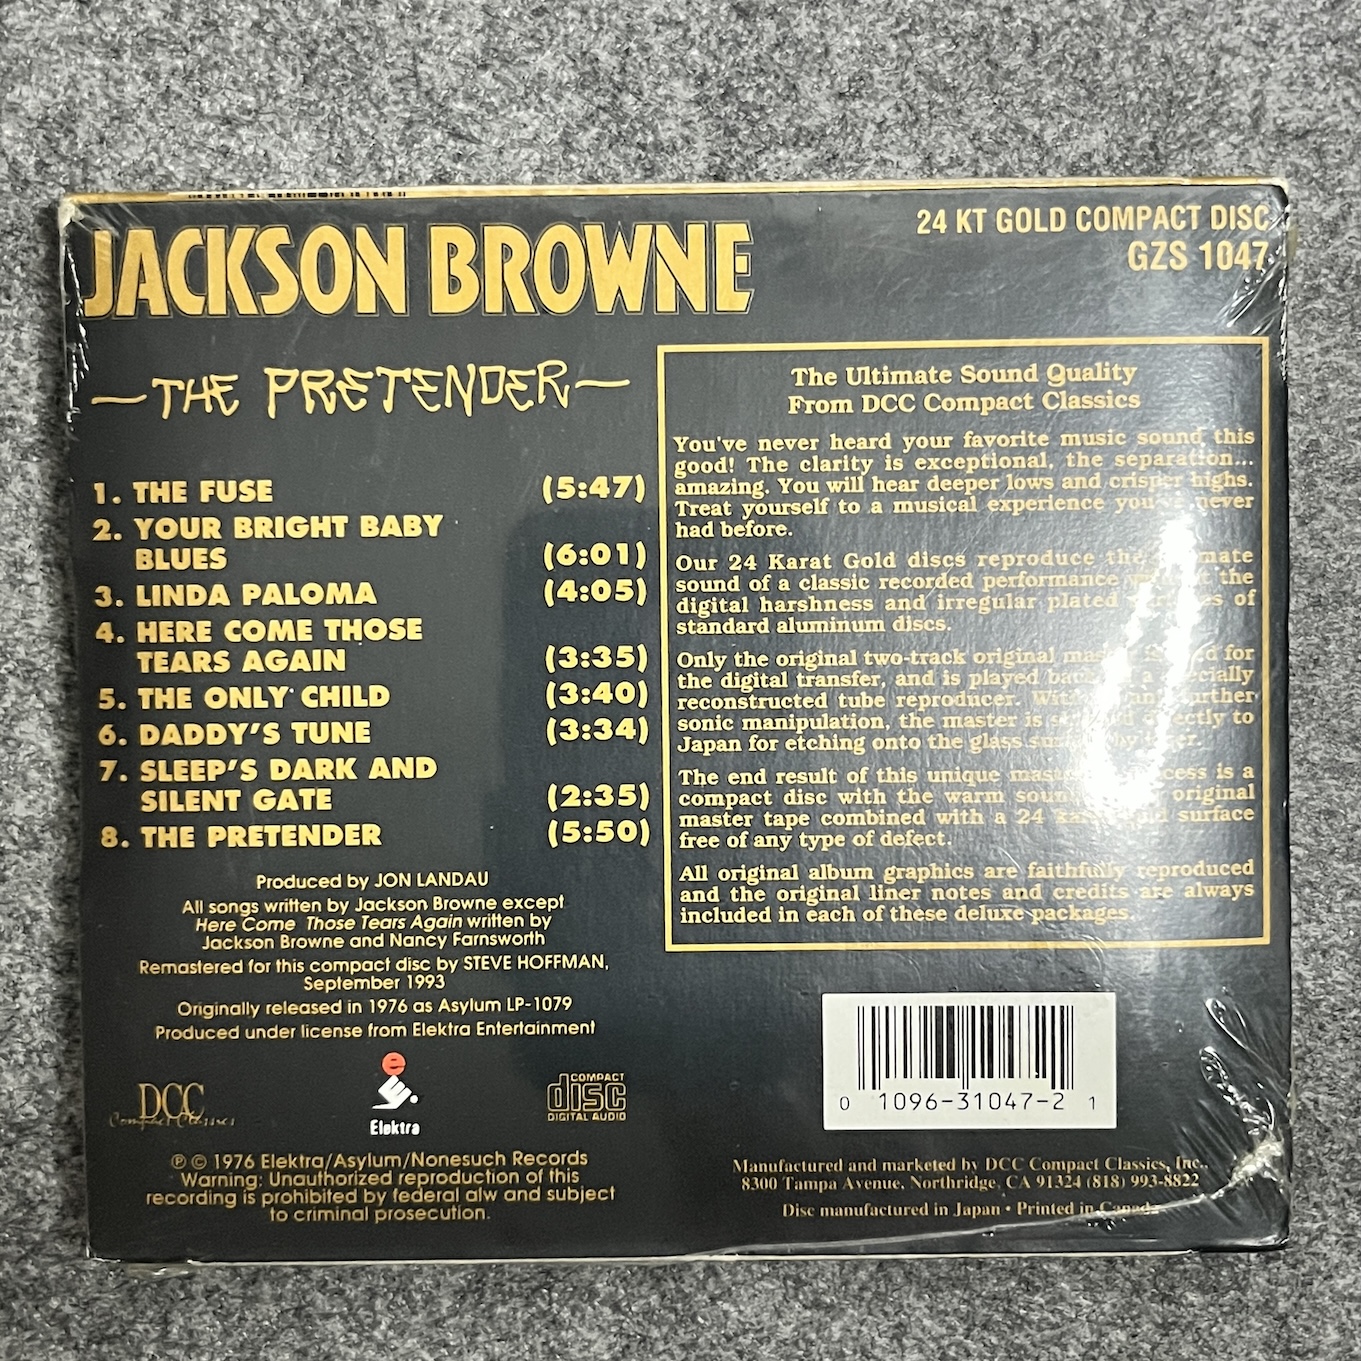 JACKSON BROWNE
24 KT GOLD COMPACT DISC
GZS 1047
—THE PRETENDER—
1. THE FUSE (5:47)
2. YOUR BRIGHT BABY
BLUES (6:01)
3. LINDA PALOMA (4:05)
4. HERE COME THOSE
TEARS AGAIN (3:35)
5. THE ONLY CHILD (3:40)
6. DADDY'S TUNE (3:34)
7. SLEEP'S DARK AND
SILENT GATE (2:35)
8. THE PRETENDER (5:50)
Produced by JON LANDAU
All songs written by Jackson Browne except
Here Come Those Tears Again written by
Jackson Browne and Nancy Farnsworth
Remastered for this compact disc by STEVE HOFFMAN,
September 1993
Originally released in 1976 as Asylum LP-1079
Produced under license from Elektra Entertainment
DCC
Compact Classics
e
Elektra
COMPACT
disc
DIGITAL AUDIO
℗ © 1976 Elektra/Asylum/Nonesuch Records
Warning: Unauthorized reproduction of this
recording is prohibited by federal alw and subject
to criminal prosecution.
The Ultimate Sound Quality
From DCC Compact Classics
You've never heard your favorite music sound this
good! The clarity is exceptional, the separation...
amazing. You will hear deeper lows and crisper highs.
Treat yourself to a musical experience never
had before.
Our 24 Karat Gold discs reproduce the
sound of a classic recorded performance the
digital harshness and irregular plated of
standard aluminum discs.
Only the original two-track original for
the digital transfer, and is played
reconstructed tube reproducer. further
sonic manipulation, the master is directly to
Japan for etching onto the glass
The end result of this unique is a
compact disc with the warm original
master tape combined with a 24 surface
free of any type of defect.
All original album graphics are faithfully reproduced
and the original liner notes and credits are always
included in each of these deluxe packages.
0 1096-31047-2 1
Manufactured and marketed by DCC Compact Classics, Inc.,
8300 Tampa Avenue, Northridge, CA 91324 (818) 993-8822
Disc manufactured in Japan • Printed in Canada